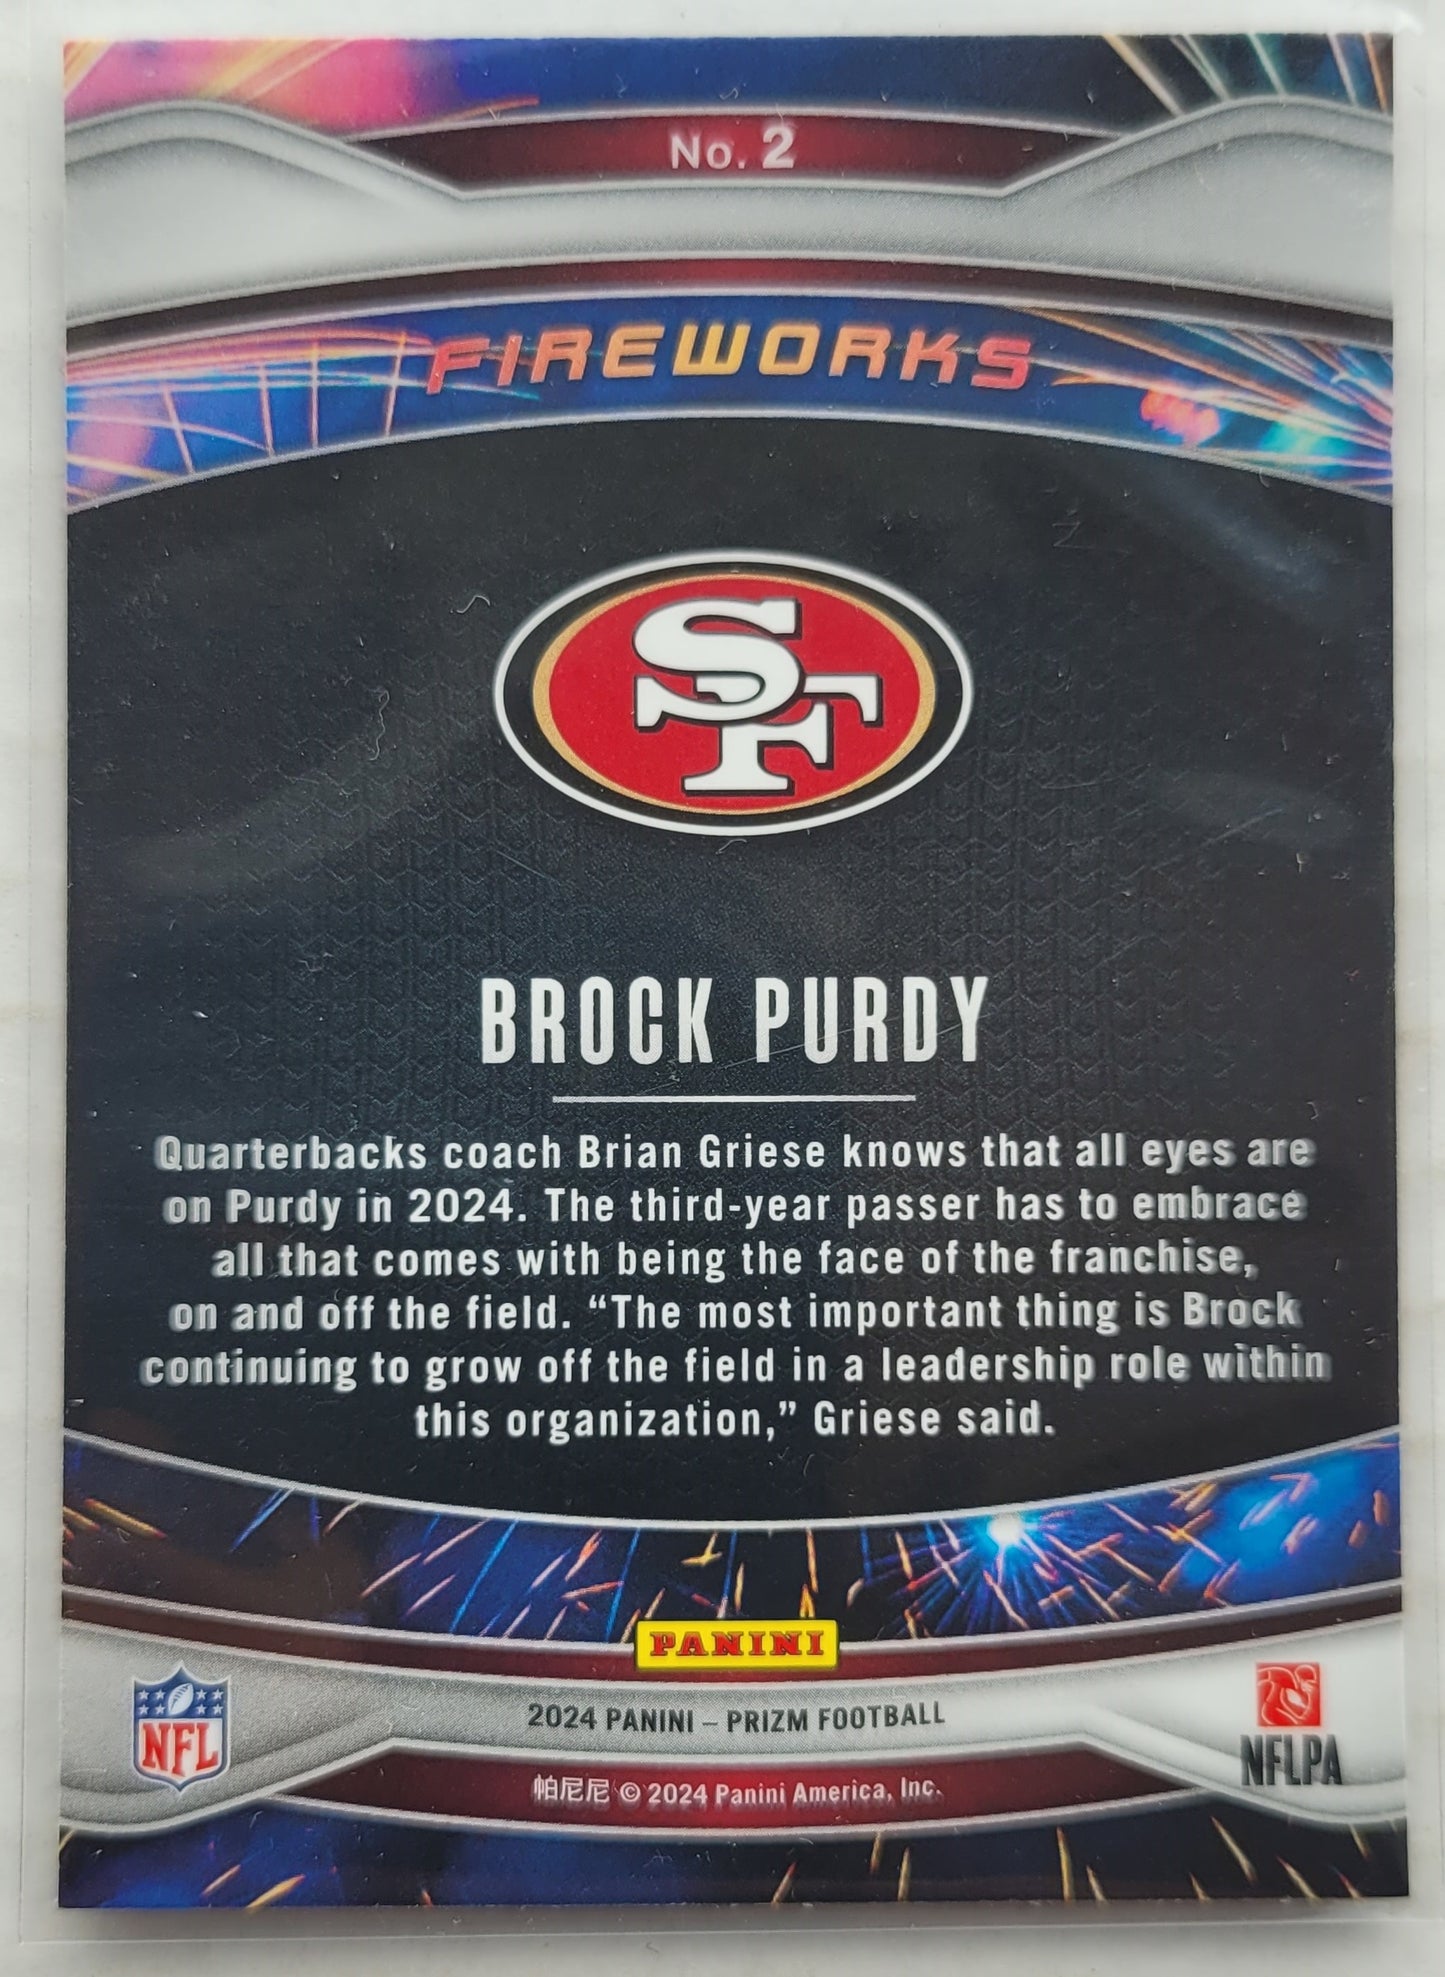 No. 2
FIREWORKS
SF
BROCK PURDY
Quarterbacks coach Brian Griese knows that all eyes are
on Purdy in 2024. The third-year passer has to embrace
all that comes with being the face of the franchise,
on and off the field. “The most important thing is Brock
continuing to grow off the field in a leadership role within
this organization,” Griese said.
PANINI
NFL
2024 PANINI – PRIZM FOOTBALL
NFLPA
帕尼尼 © 2024 Panini America, Inc.